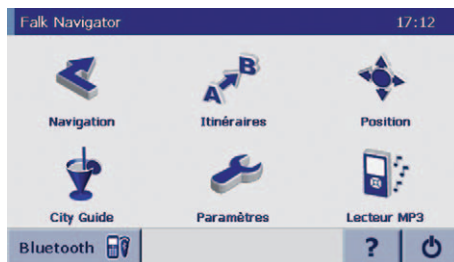 Falk Navigator 17:12
Navigation Itinéraires Position
City Guide Paramètres Lecteur MP3
Bluetooth ?